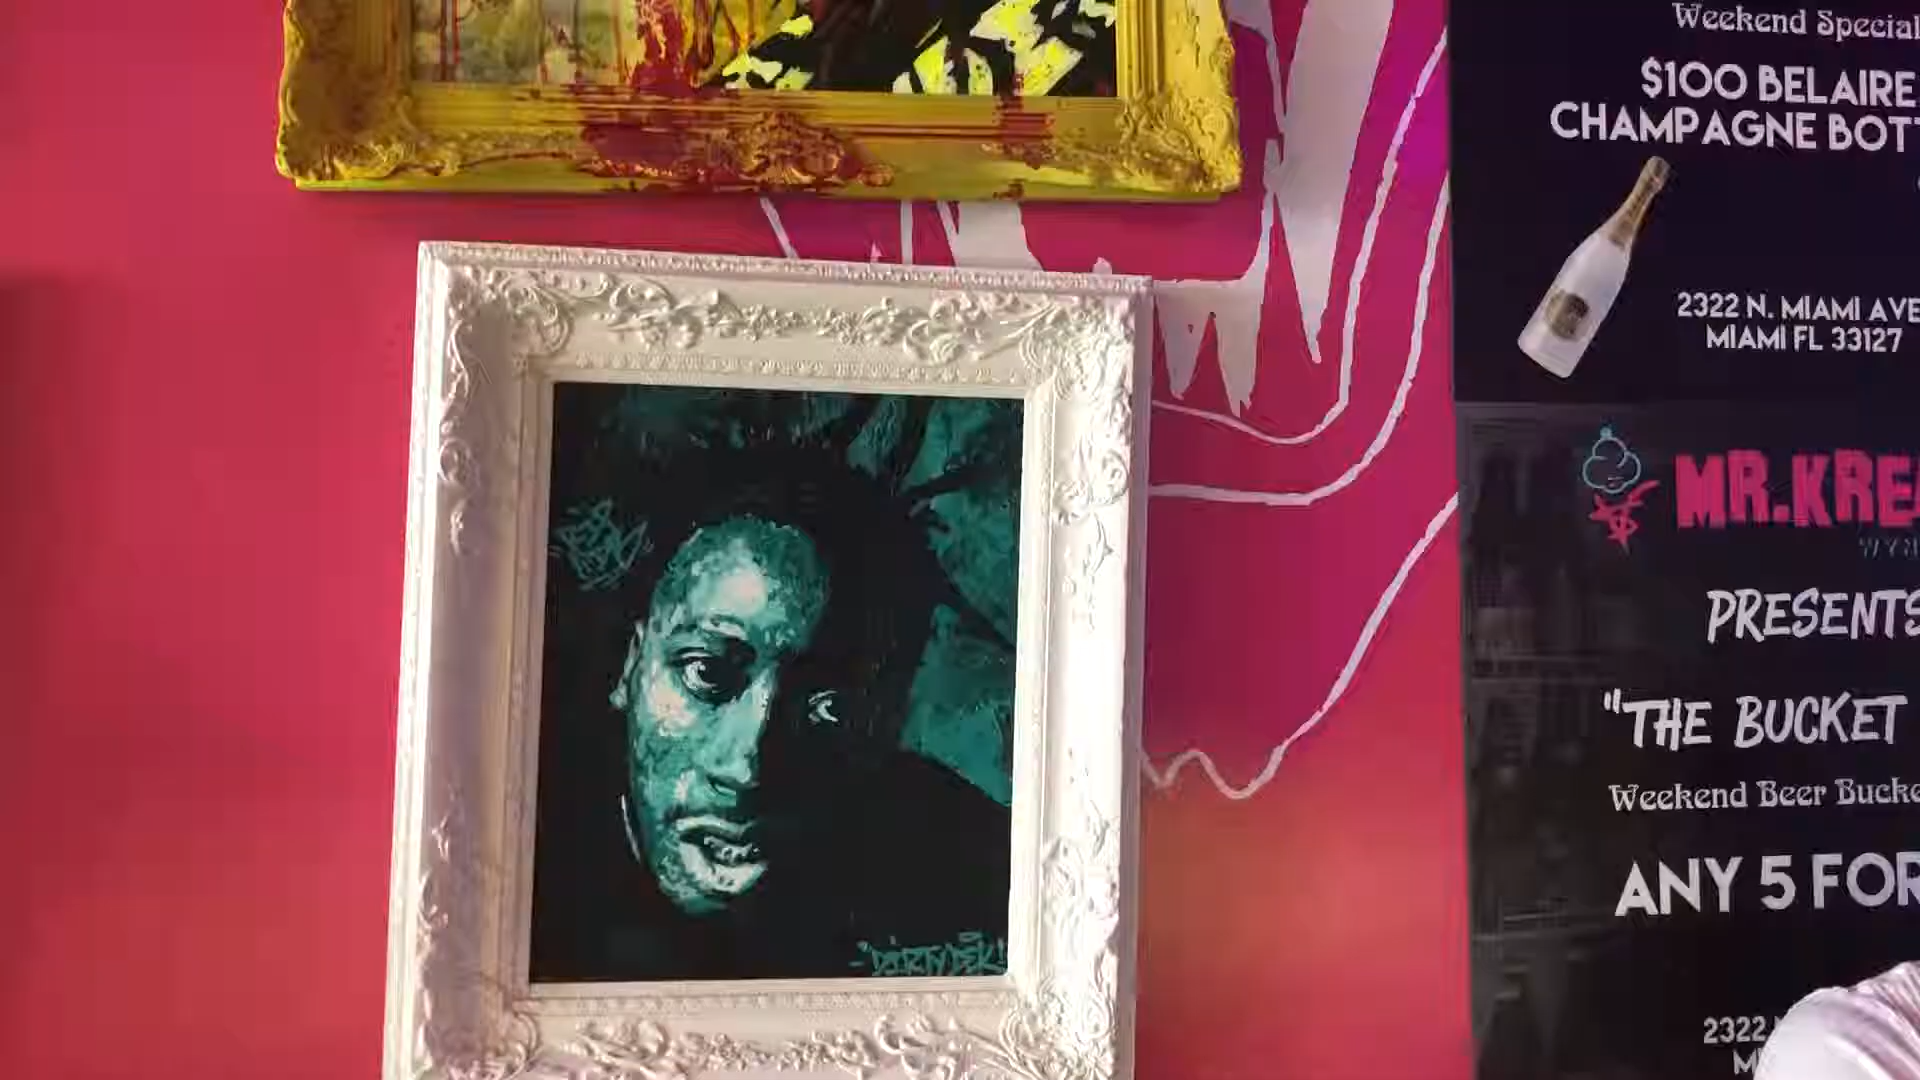 Weekend Special
$100 BELAIRE
CHAMPAGNE BOTT
2322 N. MIAMI AVE
MIAMI FL 33127
MR.KREA
PRESENTS
"THE BUCKET
Weekend Beer Bucke
ANY 5 FOR
2322
-"DIRTYDEK!